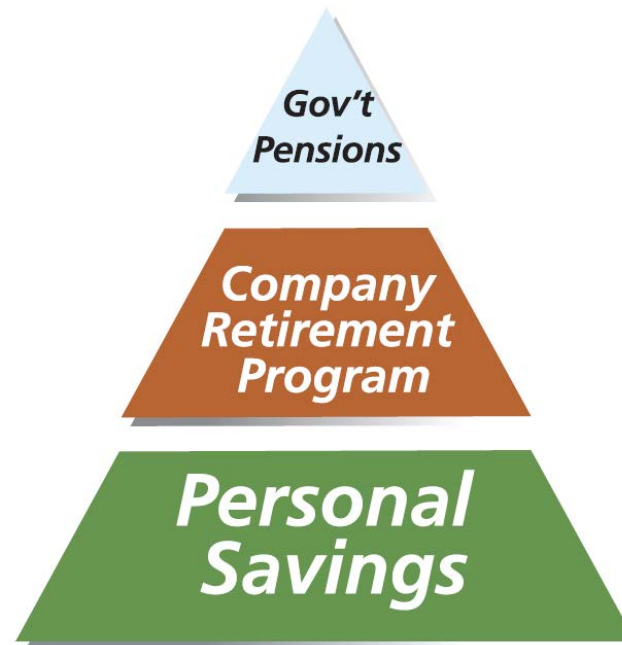 Gov't
Pensions
Company
Retirement
Program
Personal
Savings